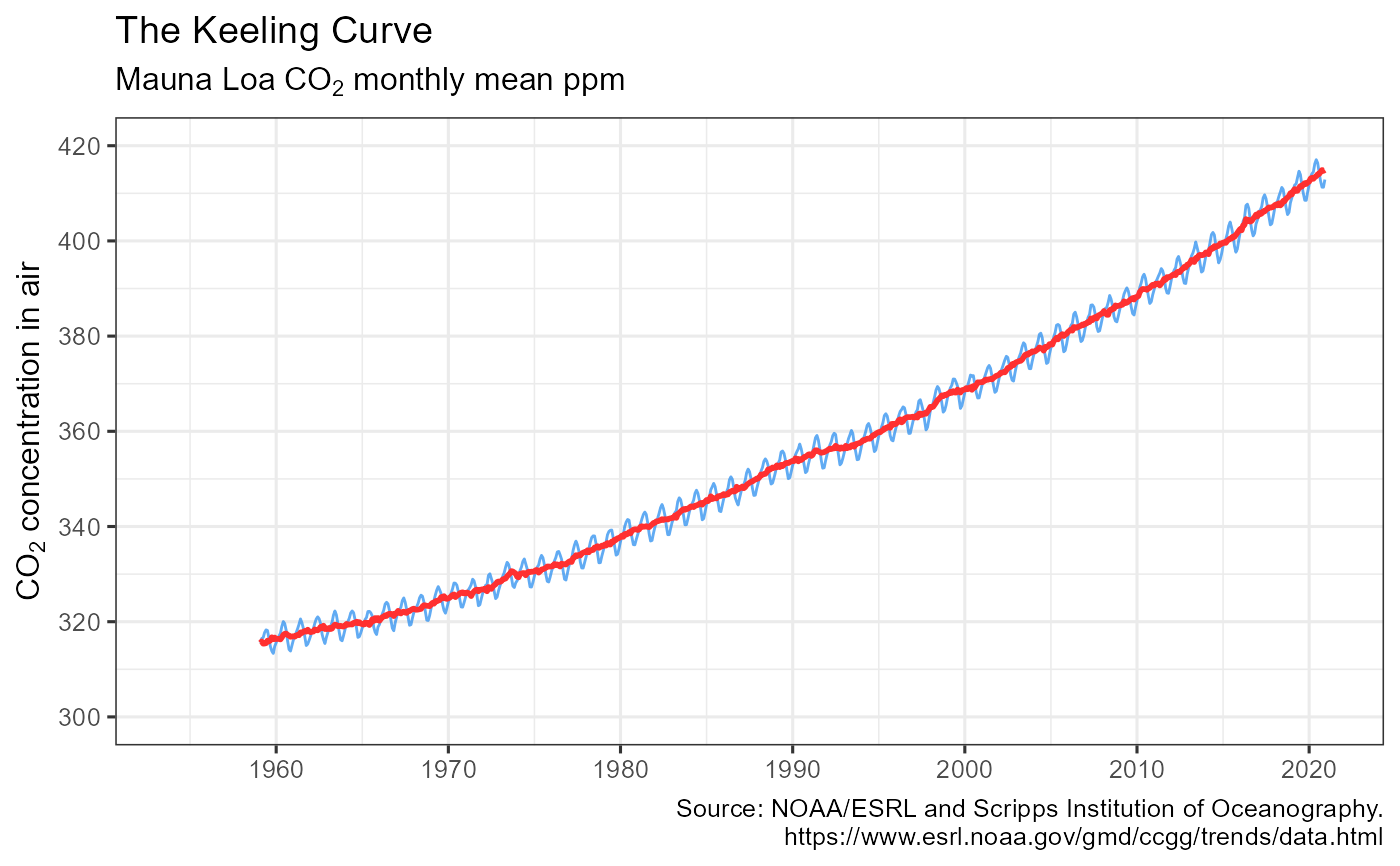 The Keeling Curve
Mauna Loa CO₂ monthly mean ppm
CO₂ concentration in air
420
400
380
360
340
320
300
1960 1970 1980 1990 2000 2010 2020
Source: NOAA/ESRL and Scripps Institution of Oceanography.
https://www.esrl.noaa.gov/gmd/ccgg/trends/data.html